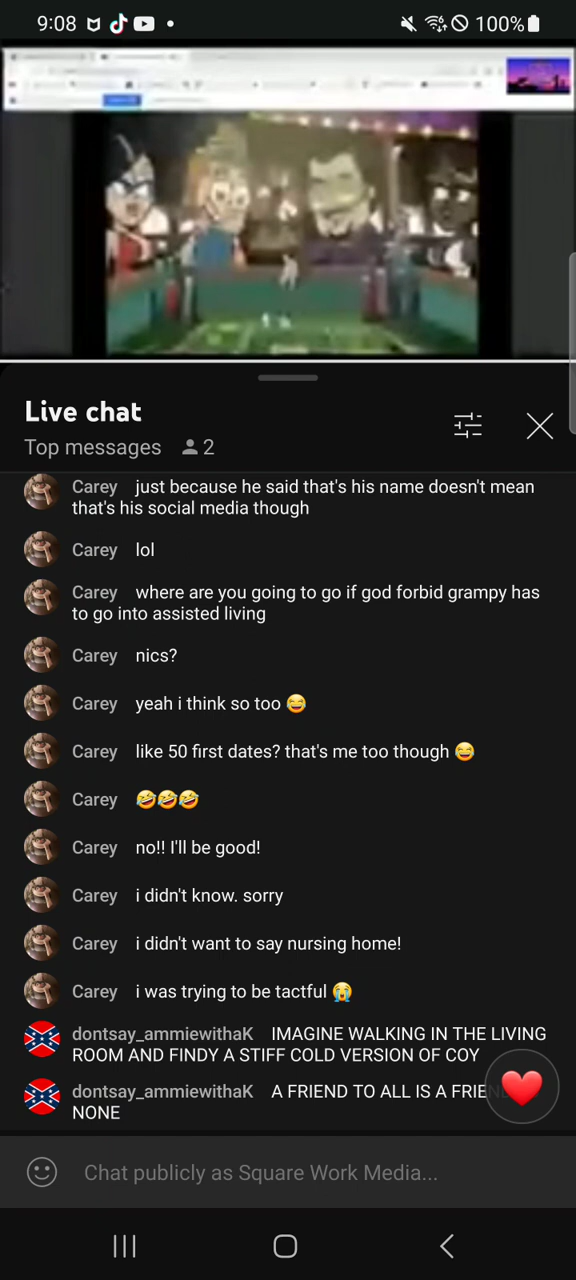 9:08
100%
Live chat
Top messages 2
Carey just because he said that's his name doesn't mean
that's his social media though
Carey lol
Carey where are you going to go if god forbid grampy has
to go into assisted living
Carey nics?
Carey yeah i think so too 😂
Carey like 50 first dates? that's me too though 😂
Carey 🤣🤣🤣
Carey no!! I'll be good!
Carey i didn't know. sorry
Carey i didn't want to say nursing home!
Carey i was trying to be tactful 😭
dontsay_ammiewithaK IMAGINE WALKING IN THE LIVING
ROOM AND FINDY A STIFF COLD VERSION OF COY
dontsay_ammiewithaK A FRIEND TO ALL IS A FRIEND
NONE
Chat publicly as Square Work Media...